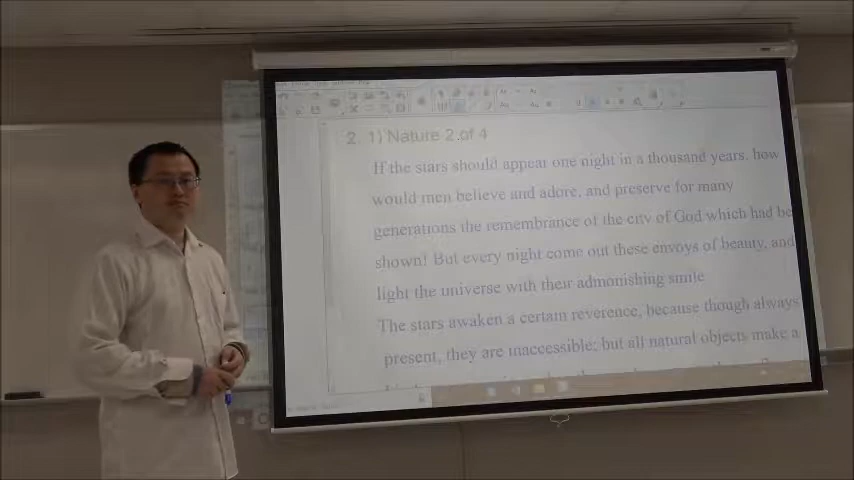 2. 1) Nature 2 of 4
If the stars should appear one night in a thousand years, how
would men believe and adore, and preserve for many
generations the remembrance of the city of God which had be
shown! But every night come out these envoys of beauty, and
light the universe with their admonishing smile
The stars awaken a certain reverence, because though always
present, they are inaccessible; but all natural objects make a